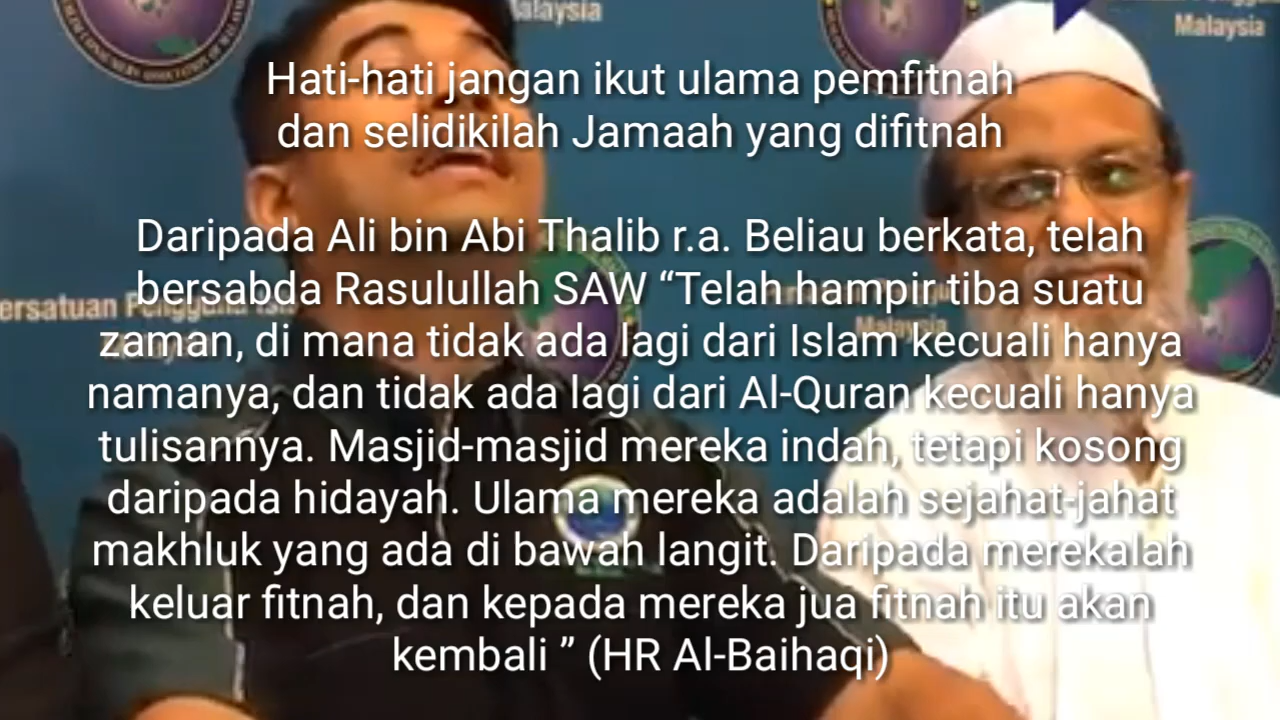 Malaysia
Malaysia
Hati-hati jangan ikut ulama pemfitnah
dan selidikilah Jamaah yang difitnah
Daripada Ali bin Abi Thalib r.a. Beliau berkata, telah
bersabda Rasulullah SAW “Telah hampir tiba suatu
zaman, di mana tidak ada lagi dari Islam kecuali hanya
namanya, dan tidak ada lagi dari Al-Quran kecuali hanya
tulisannya. Masjid-masjid mereka indah, tetapi kosong
daripada hidayah. Ulama mereka adalah sejahat-jahat
makhluk yang ada di bawah langit. Daripada merekalah
keluar fitnah, dan kepada mereka jua fitnah itu akan
kembali ” (HR Al-Baihaqi)
ersatuan Pengguna Isla
Malaysia